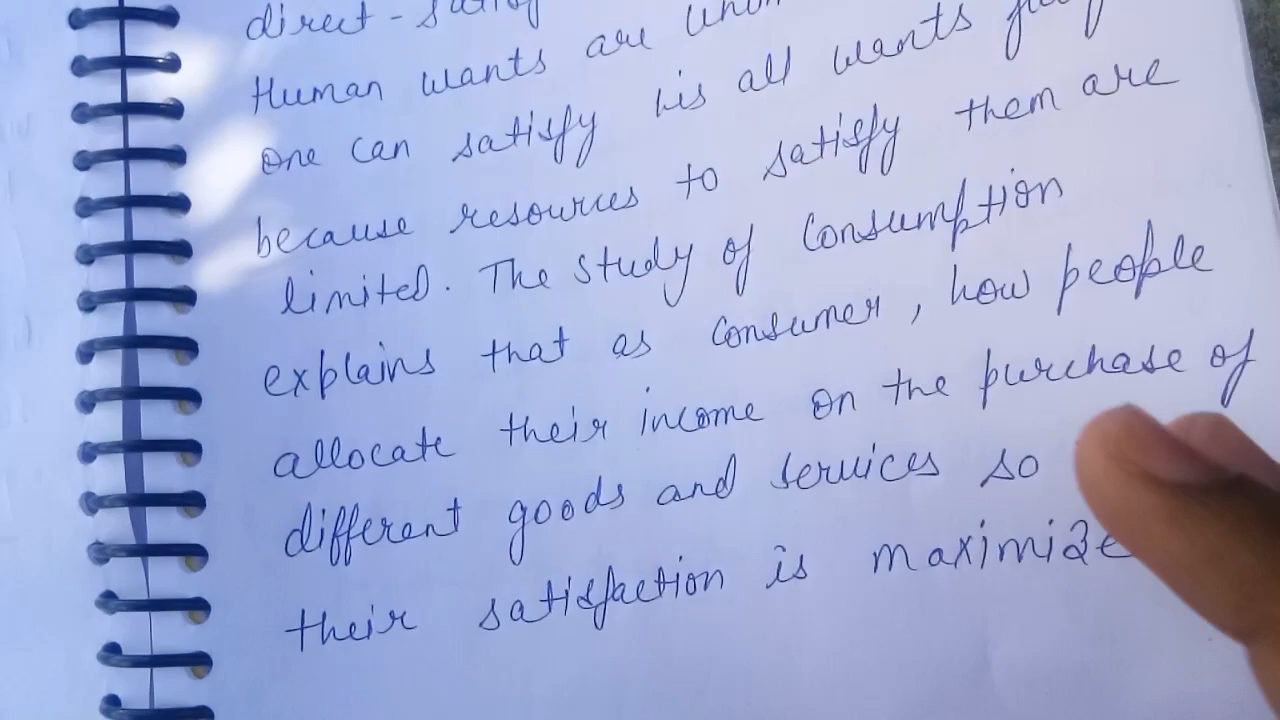 direct -
Human wants are
one can satisfy his all wants
because resources to satisfy them are
limited. The study of Consumption
explains that as consumer, how people
allocate their income on the purchase of
different goods and services so
their satisfaction is maximize